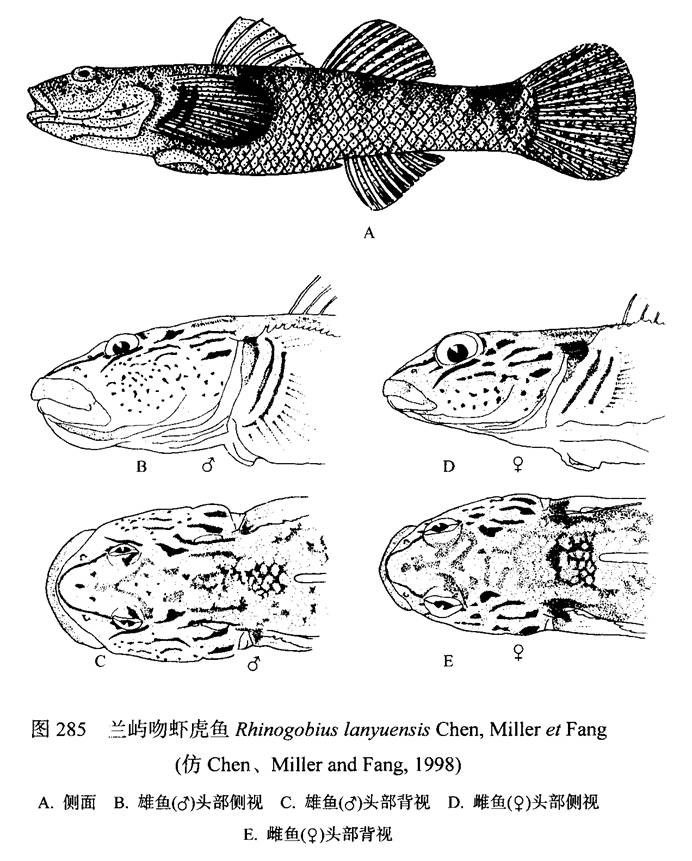 A
B ♂
D ♀
C ♂
E ♀
图 285 兰屿吻虾虎鱼 Rhinogobius lanyuensis Chen, Miller et Fang
(仿 Chen、Miller and Fang, 1998)
A. 侧面 B. 雄鱼(♂)头部侧视 C. 雄鱼(♂)头部背视 D. 雌鱼(♀)头部侧视
E. 雌鱼(♀)头部背视